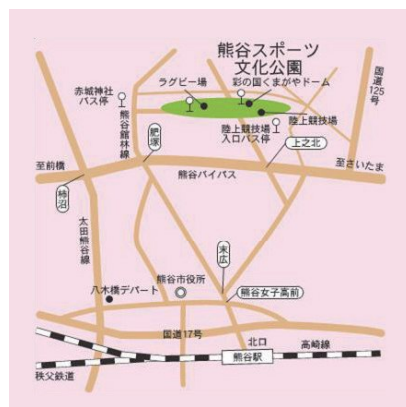 熊谷スポーツ
文化公園
ラグビー場
彩の国くまがやドーム
赤城神社
バス停
国道125号
熊谷館林線
陸上競技場
陸上競技場
入口バス停
肥塚
上之北
至前橋
熊谷バイパス
至さいたま
柿沼
太田熊谷線
末広
熊谷市役所
八木橋デパート
熊谷女子高前
国道17号
北口
高崎線
熊谷駅
秩父鉄道